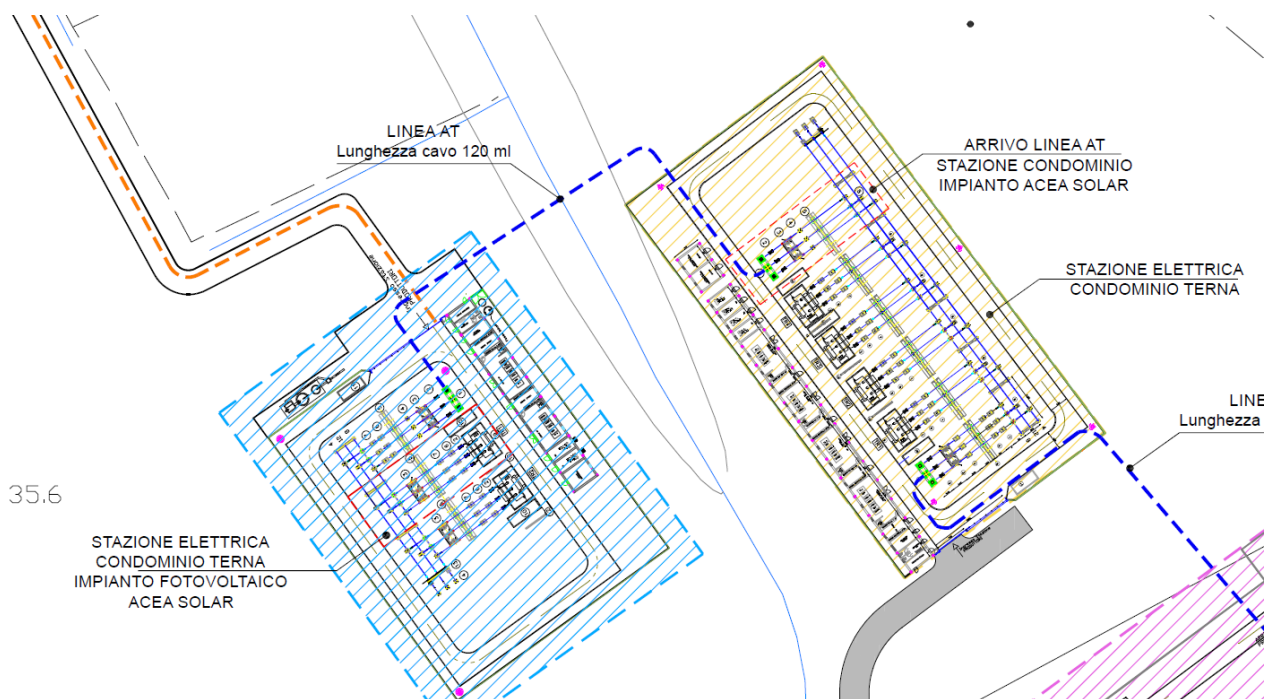 LINEA AT
Lunghezza cavo 120 ml
ARRIVO LINEA AT
STAZIONE CONDOMINIO
IMPIANTO ACEA SOLAR
STAZIONE ELETTRICA
CONDOMINIO TERNA
LINE
Lunghezza
35.6
STAZIONE ELETTRICA
CONDOMINIO TERNA
IMPIANTO FOTOVOLTAICO
ACEA SOLAR